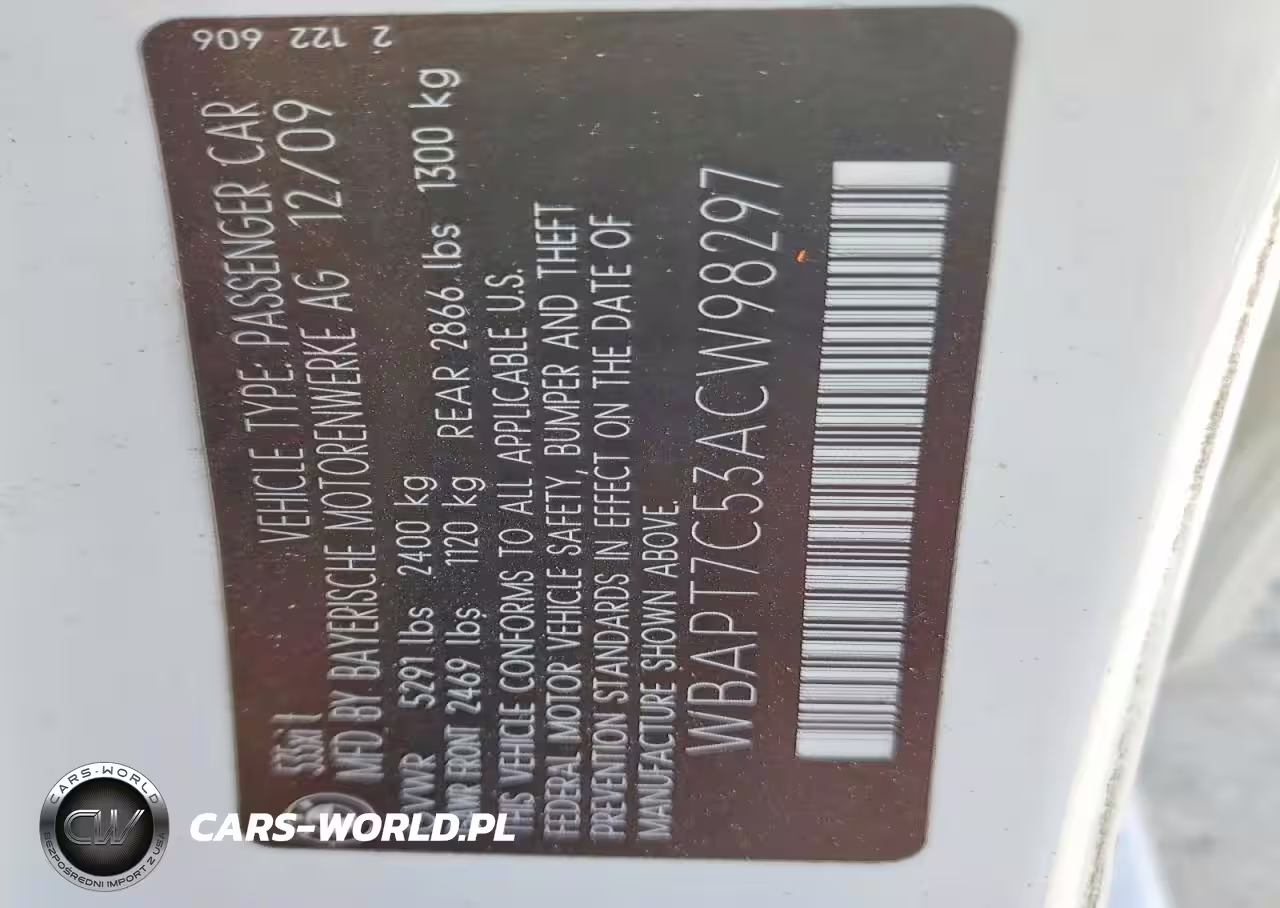 2 122 606
535xi
VEHICLE TYPE: PASSENGER CAR
MFD BY BAYERISCHE MOTORENWERKE AG 12/09
GVWR 5291 lbs 2400 kg
GAWR FRONT 2469 lbs 1120 kg REAR 2866 lbs 1300 kg
THIS VEHICLE CONFORMS TO ALL APPLICABLE U.S.
FEDERAL MOTOR VEHICLE SAFETY, BUMPER AND THEFT
PREVENTION STANDARDS IN EFFECT ON THE DATE OF
MANUFACTURE SHOWN ABOVE.
WBAPT7C53ACW98297
CARS-WORLD
CW
BEZPOŚREDNI IMPORT Z USA
CARS-WORLD.PL